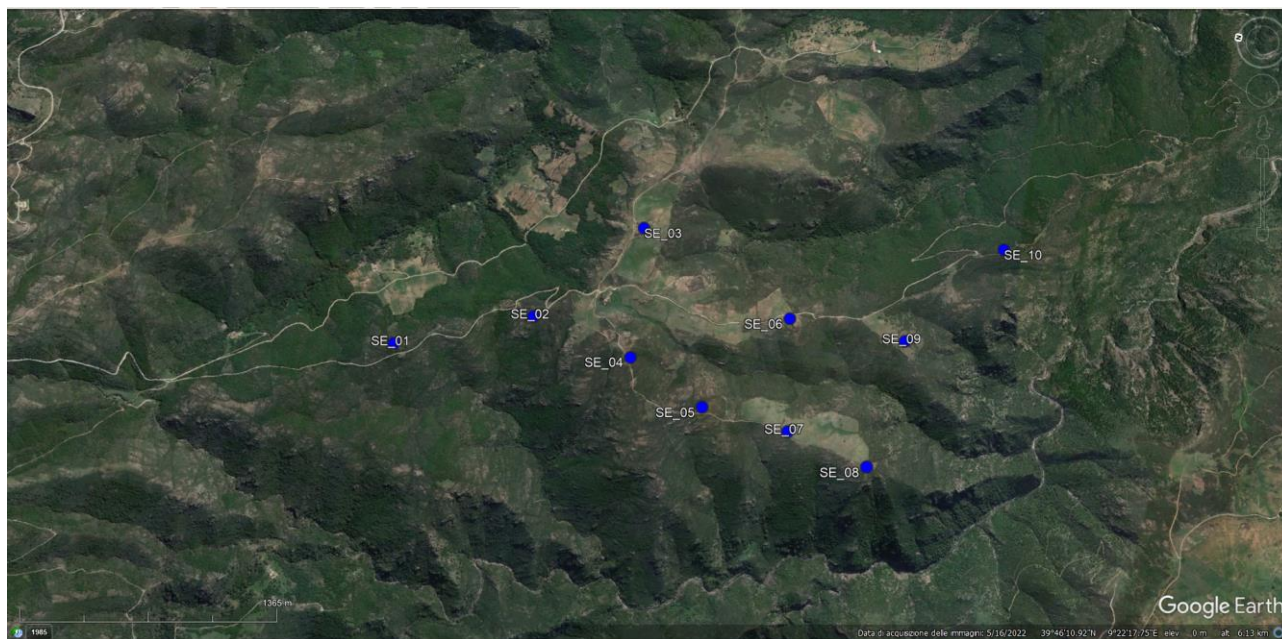 N
SE_03
SE_10
SE_02
SE_06
SE_01
SE_09
SE_04
SE_05
SE_07
SE_08
1365 m
Google Earth
1985
Data di acquisizione delle immagini: 5/16/2022 39°46'10.92"N 9°22'17.75"E elev 0 m alt 6.13 km